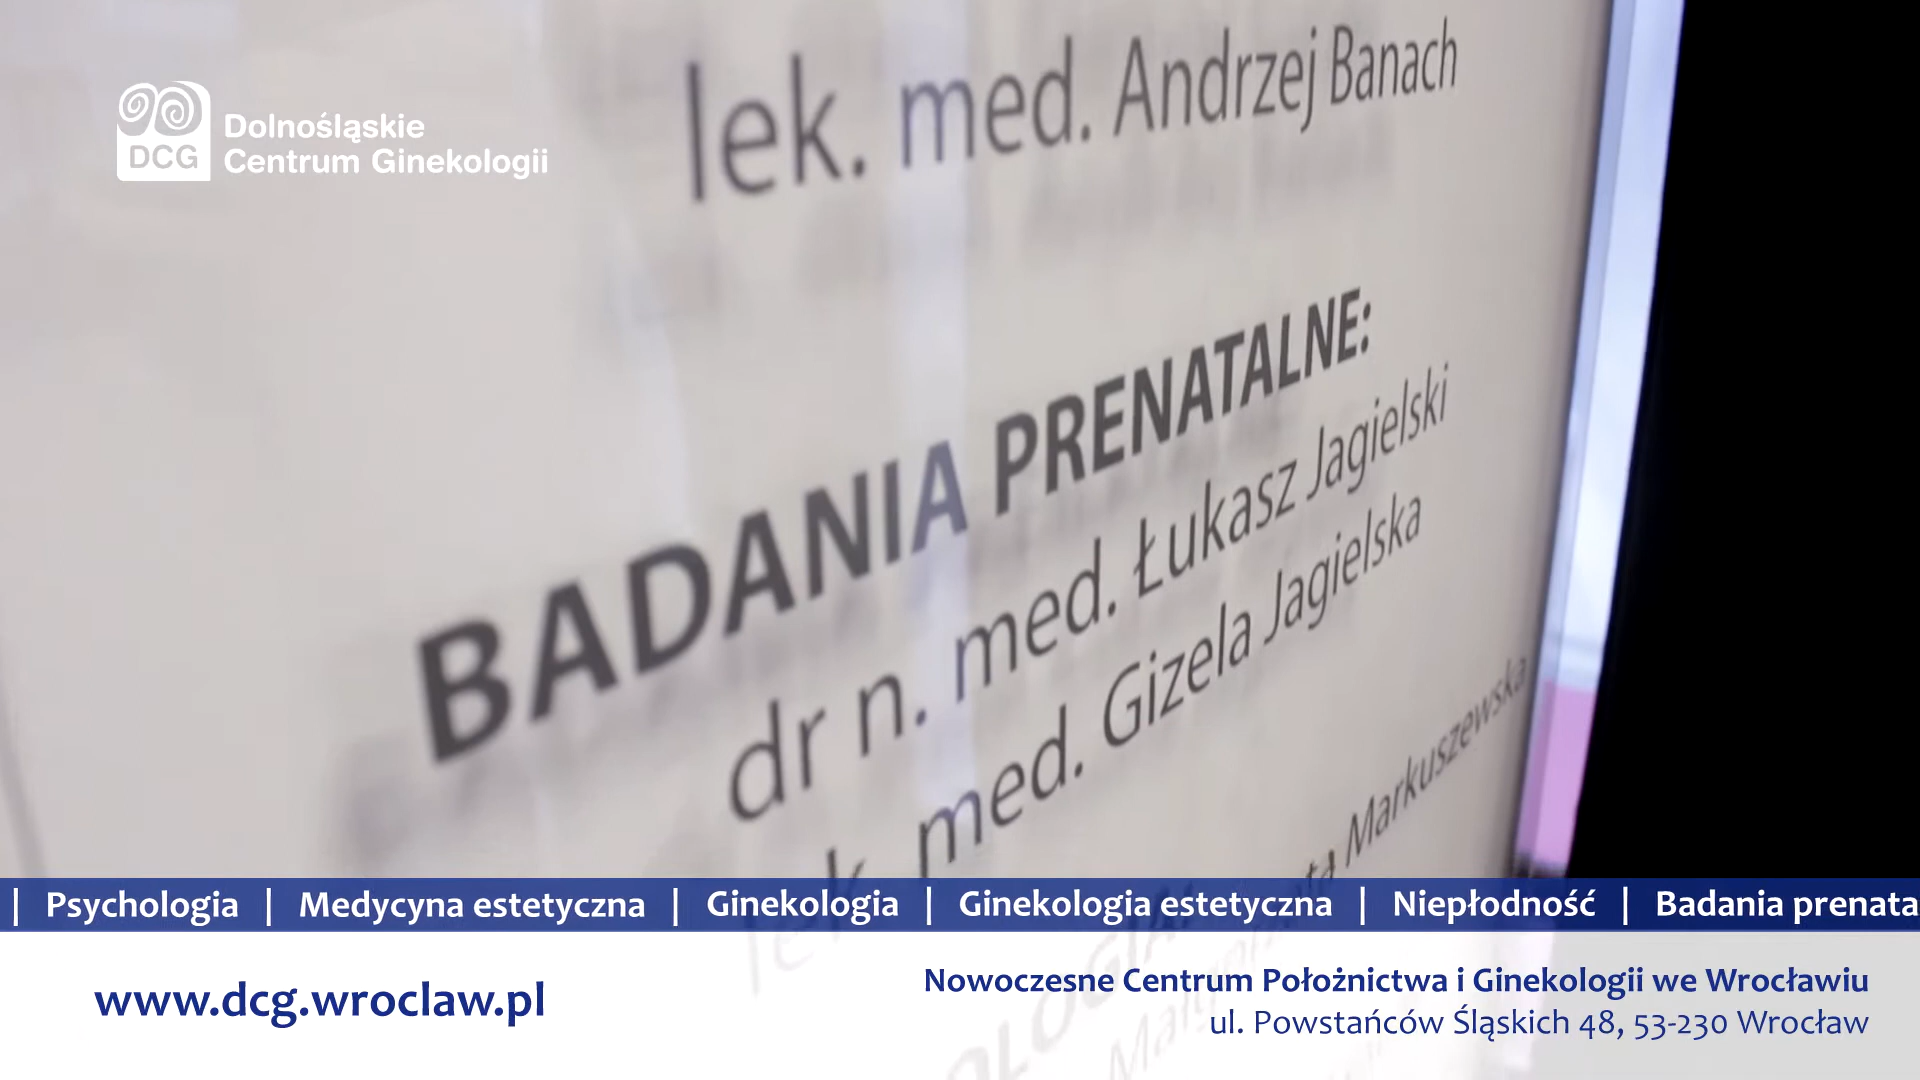 lek. med. Andrzej Banach
DCG
Dolnośląskie
Centrum Ginekologii
BADANIA PRENATALNE:
dr n. med. Łukasz Jagielski
lek. med. Gizela Jagielska
Markuszewska
| Psychologia | Medycyna estetyczna | Ginekologia | Ginekologia estetyczna | Niepłodność | Badania prenata
www.dcg.wroclaw.pl
Nowoczesne Centrum Położnictwa i Ginekologii we Wrocławiu
ul. Powstańców Śląskich 48, 53-230 Wrocław